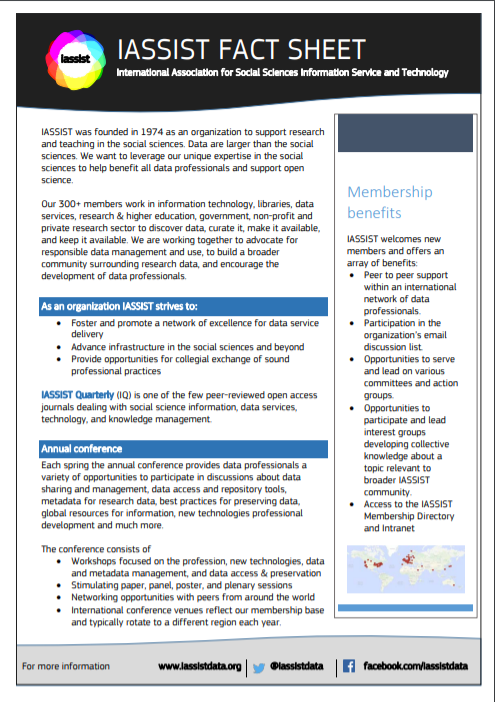 iassist
IASSIST FACT SHEET
International Association for Social Sciences Information Service and Technology
IASSIST was founded in 1974 as an organization to support research
and teaching in the social sciences. Data are larger than the social
sciences. We want to leverage our unique expertise in the social
sciences to help benefit all data professionals and support open
science.
Our 300+ members work in information technology, libraries, data
services, research & higher education, government, non-profit and
private research sector to discover data, curate it, make it available,
and keep it available. We are working together to advocate for
responsible data management and use, to build a broader
community surrounding research data, and encourage the
development of data professionals.
As an organization IASSIST strives to:
• Foster and promote a network of excellence for data service
delivery
• Advance infrastructure in the social sciences and beyond
• Provide opportunities for collegial exchange of sound
professional practices
IASSIST Quarterly (IQ) is one of the few peer-reviewed open access
journals dealing with social science information, data services,
technology, and knowledge management.
Annual conference
Each spring the annual conference provides data professionals a
variety of opportunities to participate in discussions about data
sharing and management, data access and repository tools,
metadata for research data, best practices for preserving data,
global resources for information, new technologies professional
development and much more.
The conference consists of
• Workshops focused on the profession, new technologies, data
and metadata management, and data access & preservation
• Stimulating paper, panel, poster, and plenary sessions
• Networking opportunities with peers from around the world
• International conference venues reflect our membership base
and typically rotate to a different region each year.
Membership
benefits
IASSIST welcomes new
members and offers an
array of benefits:
• Peer to peer support
within an international
network of data
professionals.
• Participation in the
organization's email
discussion list.
• Opportunities to serve
and lead on various
committees and action
groups.
• Opportunities to
participate and lead
interest groups
developing collective
knowledge about a
topic relevant to
broader IASSIST
community.
• Access to the IASSIST
Membership Directory
and Intranet
For more information
www.iassistdata.org
@iassistdata
facebook.com/iassistdata